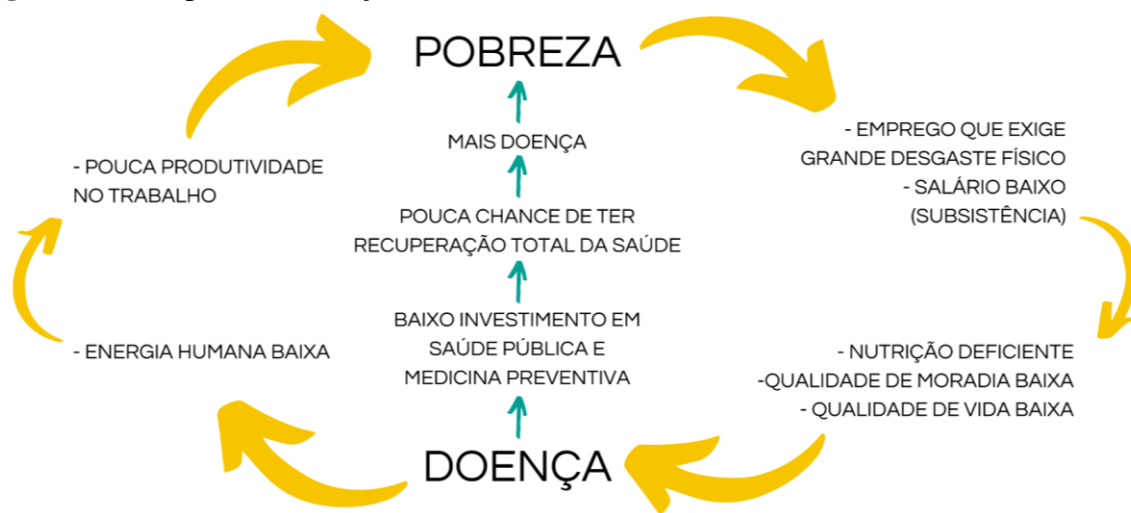 POBREZA
MAIS DOENÇA
- EMPREGO QUE EXIGE
GRANDE DESGASTE FÍSICO
- SALÁRIO BAIXO
(SUBSISTÊNCIA)
- POUCA PRODUTIVIDADE
NO TRABALHO
POUCA CHANCE DE TER
RECUPERAÇÃO TOTAL DA SAÚDE
BAIXO INVESTIMENTO EM
SAÚDE PÚBLICA E
MEDICINA PREVENTIVA
- ENERGIA HUMANA BAIXA
- NUTRIÇÃO DEFICIENTE
-QUALIDADE DE MORADIA BAIXA
- QUALIDADE DE VIDA BAIXA
DOENÇA